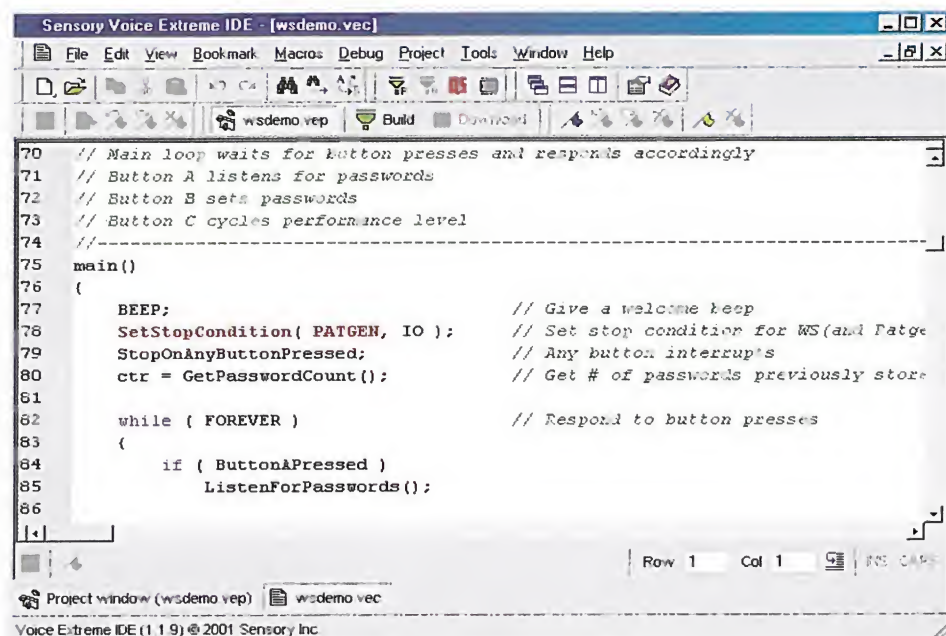 Sensory Voice Extreme IDE - [wsdemo.vec]
File Edit View Bookmark Macros Debug Project Tools Window Help
wsdemo.vep Build Download
70 // Main loop waits for button presses and responds accordingly
71 // Button A listens for passwords
72 // Button B sets passwords
73 // Button C cycles performance level
74 //------------------------------------------------------------------------------
75 main()
76 {
77 BEEP; // Give a welcome beep
78 SetStopCondition( PATGEN, IO ); // Set stop condition for WS(and Patge
79 StopOnAnyButtonPressed; // Any button interrupts
80 ctr = GetPasswordCount(); // Get # of passwords previously store
81
82 while ( FOREVER ) // Respond to button presses
83 {
84 if ( ButtonAPressed )
85 ListenForPasswords();
86
Row 1 Col 1 INS CAPS
Project window (wsdemo.vep) wsdemo.vec
Voice Extreme IDE (1.1.9) © 2001 Sensory Inc